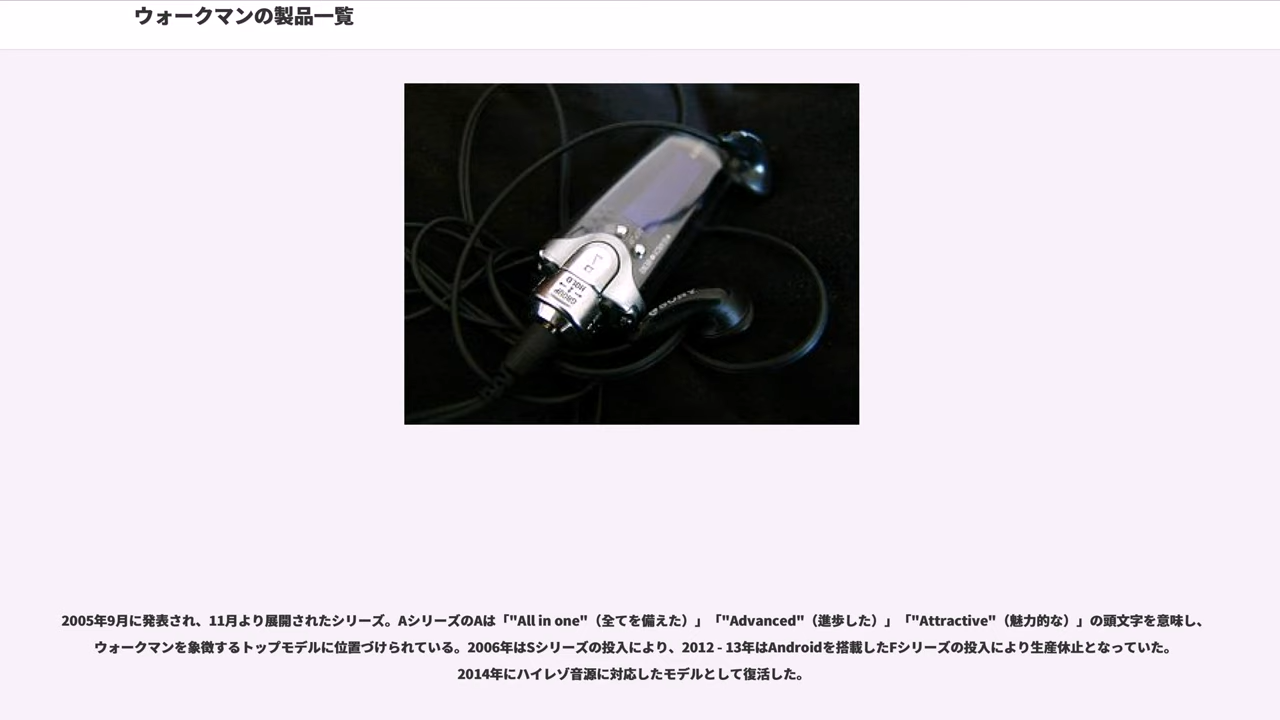 ウォークマンの製品一覧
GROUP
HOLD
SONY
2005年9月に発表され、11月より展開されたシリーズ。AシリーズのAは「"All in one"（全てを備えた）」「"Advanced"（進歩した）」「"Attractive"（魅力的な）」の頭文字を意味し、
ウォークマンを象徴するトップモデルに位置づけられている。2006年はSシリーズの投入により、2012 - 13年はAndroidを搭載したFシリーズの投入により生産休止となっていた。
2014年にハイレゾ音源に対応したモデルとして復活した。